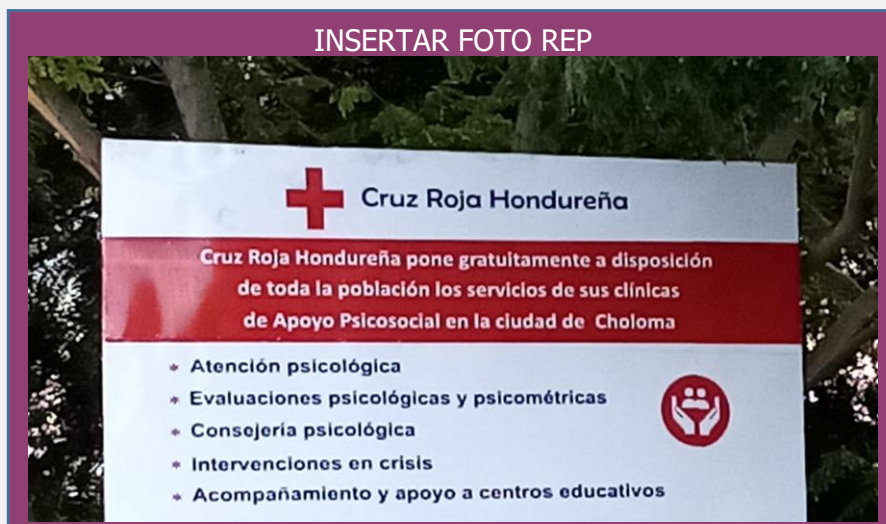 INSERTAR FOTO REP
Cruz Roja Hondureña
Cruz Roja Hondureña pone gratuitamente a disposición
de toda la población los servicios de sus clínicas
de Apoyo Psicosocial en la ciudad de Choloma
* Atención psicológica
* Evaluaciones psicológicas y psicométricas
* Consejería psicológica
* Intervenciones en crisis
* Acompañamiento y apoyo a centros educativos